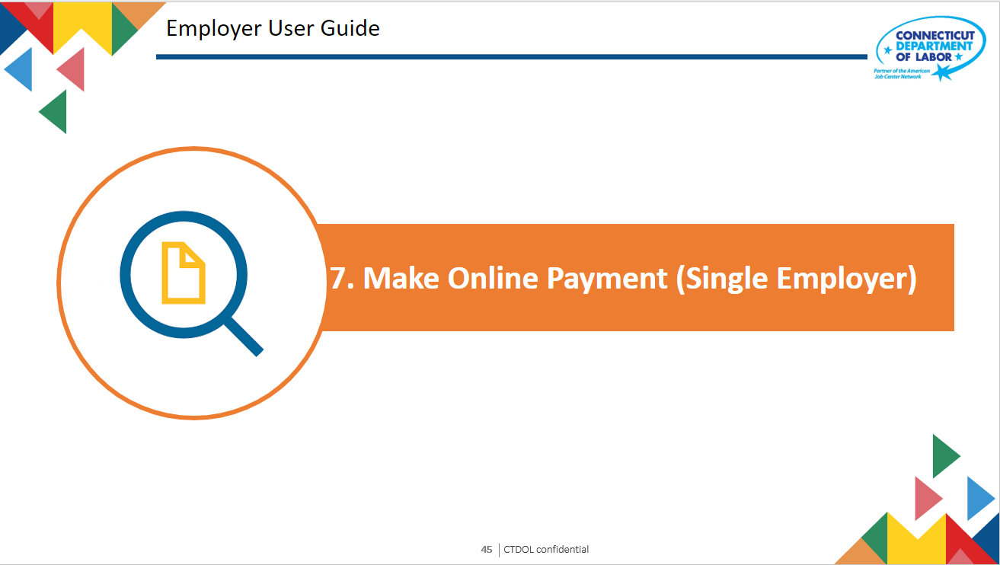 Employer User Guide
CONNECTICUT
DEPARTMENT
OF LABOR
Partner of the American
Job Center Network
7. Make Online Payment (Single Employer)
45 | CTDOL confidential